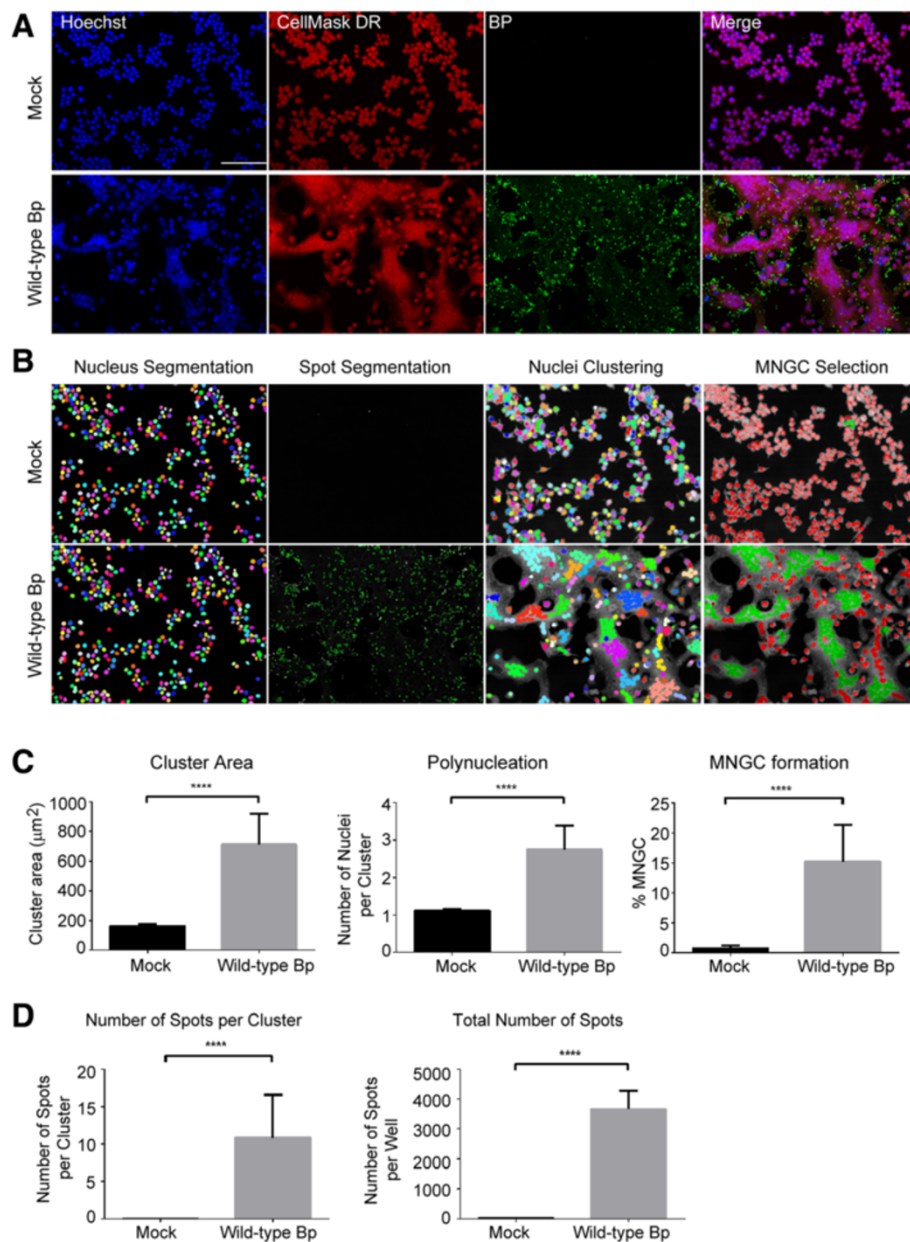 A
Hoechst CellMask DR BP Merge
Mock
Wild-type Bp
B
Nucleus Segmentation Spot Segmentation Nuclei Clustering MNGC Selection
Mock
Wild-type Bp
C
Cluster Area
Cluster area (μm²)
1000
800
600
400
200
0
****
Mock Wild-type Bp
Polynucleation
Number of Nuclei
per Cluster
4
3
2
1
0
****
Mock Wild-type Bp
MNGC formation
% MNGC
25
20
15
10
5
0
****
Mock Wild-type Bp
D
Number of Spots per Cluster
Number of Spots
per Cluster
20
15
10
5
0
****
Mock Wild-type Bp
Total Number of Spots
Number of Spots
per Well
5000
4000
3000
2000
1000
0
****
Mock Wild-type Bp